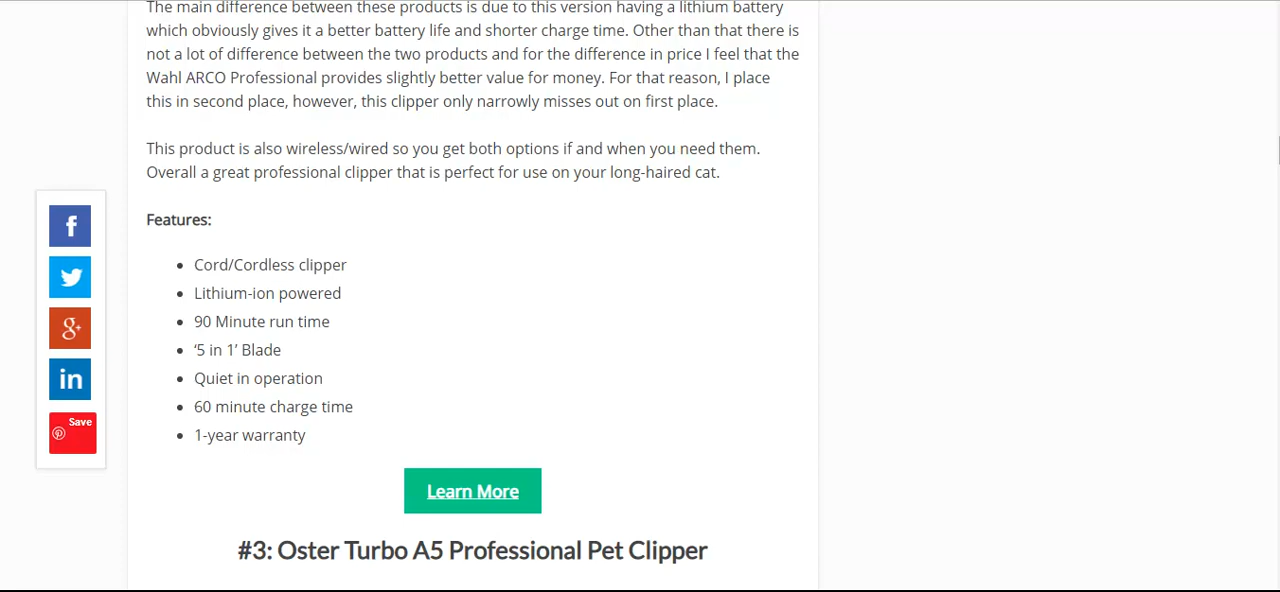 The main difference between these products is due to this version having a lithium battery
which obviously gives it a better battery life and shorter charge time. Other than that there is
not a lot of difference between the two products and for the difference in price I feel that the
Wahl ARCO Professional provides slightly better value for money. For that reason, I place
this in second place, however, this clipper only narrowly misses out on first place.
This product is also wireless/wired so you get both options if and when you need them.
Overall a great professional clipper that is perfect for use on your long-haired cat.
Features:
• Cord/Cordless clipper
• Lithium-ion powered
• 90 Minute run time
• ‘5 in 1’ Blade
• Quiet in operation
• 60 minute charge time
• 1-year warranty
Learn More
#3: Oster Turbo A5 Professional Pet Clipper
f
g+
in
Save